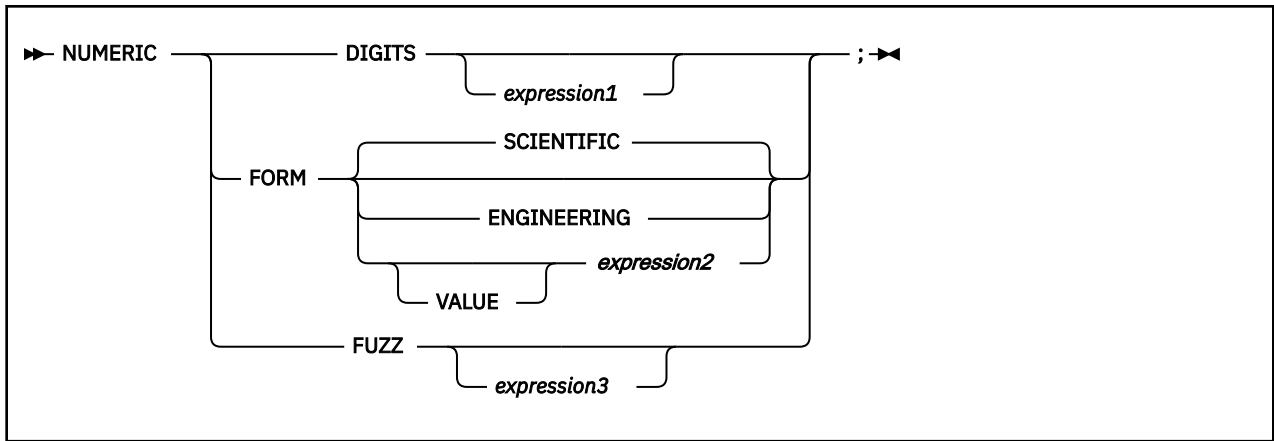 NUMERIC DIGITS ;
expression1
SCIENTIFIC
FORM
ENGINEERING
expression2
VALUE
FUZZ
expression3